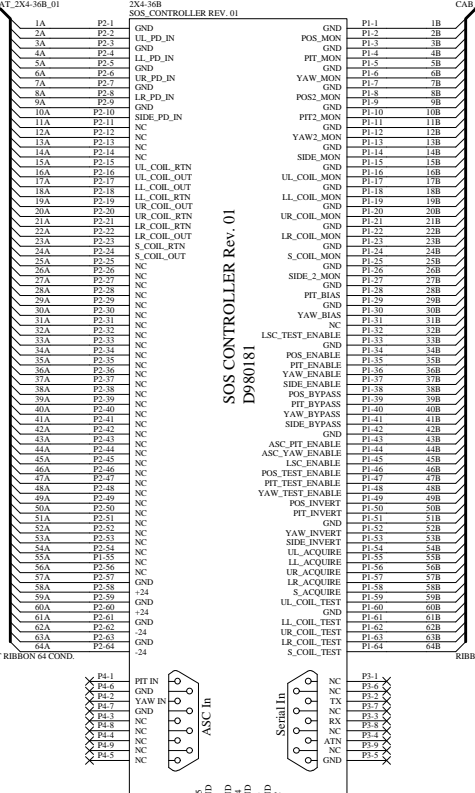 AT_2X4-36B_01 2X4-36B CAB
SOS_CONTROLLER REV. 01
1A P2-1 GND GND P1-1 1B
2A P2-2 UL_PD_IN POS_MON P1-2 2B
3A P2-3 GND GND P1-3 3B
4A P2-4 LL_PD_IN PIT_MON P1-4 4B
5A P2-5 GND GND P1-5 5B
6A P2-6 UR_PD_IN YAW_MON P1-6 6B
7A P2-7 GND GND P1-7 7B
8A P2-8 LR_PD_IN POS2_MON P1-8 8B
9A P2-9 GND GND P1-9 9B
10A P2-10 SIDE_PD_IN PIT2_MON P1-10 10B
11A P2-11 NC GND P1-11 11B
12A P2-12 NC YAW2_MON P1-12 12B
13A P2-13 NC GND P1-13 13B
14A P2-14 NC SIDE_MON P1-14 14B
15A P2-15 UL_COIL_RTN GND P1-15 15B
16A P2-16 UL_COIL_OUT UL_COIL_MON P1-16 16B
17A P2-17 LL_COIL_OUT GND P1-17 17B
18A P2-18 LL_COIL_RTN LL_COIL_MON P1-18 18B
19A P2-19 UR_COIL_OUT GND P1-19 19B
20A P2-20 UR_COIL_RTN UR_COIL_MON P1-20 20B
21A P2-21 LR_COIL_RTN GND P1-21 21B
22A P2-22 LR_COIL_OUT LR_COIL_MON P1-22 22B
23A P2-23 S_COIL_RTN GND P1-23 23B
24A P2-24 S_COIL_OUT S_COIL_MON P1-24 24B
25A P2-25 NC GND P1-25 25B
26A P2-26 NC SIDE_2_MON P1-26 26B
27A P2-27 NC GND P1-27 27B
28A P2-28 NC PIT_BIAS P1-28 28B
29A P2-29 NC GND P1-29 29B
30A P2-30 NC YAW_BIAS P1-30 30B
31A P2-31 NC NC P1-31 31B
32A P2-32 NC LSC_TEST_ENABLE P1-32 32B
33A P2-33 NC GND P1-33 33B
34A P2-34 NC POS_ENABLE P1-34 34B
35A P2-35 NC PIT_ENABLE P1-35 35B
36A P2-36 NC YAW_ENABLE P1-36 36B
37A P2-37 NC SIDE_ENABLE P1-37 37B
38A P2-38 NC POS_BYPASS P1-38 38B
39A P2-39 NC PIT_BYPASS P1-39 39B
40A P2-40 NC YAW_BYPASS P1-40 40B
41A P2-41 NC SIDE_BYPASS P1-41 41B
42A P2-42 NC GND P1-42 42B
43A P2-43 NC ASC_PIT_ENABLE P1-43 43B
44A P2-44 NC ASC_YAW_ENABLE P1-44 44B
45A P2-45 NC LSC_ENABLE P1-45 45B
46A P2-46 NC POS_TEST_ENABLE P1-46 46B
47A P2-47 NC PIT_TEST_ENABLE P1-47 47B
48A P2-48 NC YAW_TEST_ENABLE P1-48 48B
49A P2-49 NC POS_INVERT P1-49 49B
50A P2-50 NC PIT_INVERT P1-50 50B
51A P2-51 NC GND P1-51 51B
52A P2-52 NC YAW_INVERT P1-52 52B
53A P2-53 NC SIDE_INVERT P1-53 53B
54A P2-54 NC UL_ACQUIRE P1-54 54B
55A P1-55 NC LL_ACQUIRE P1-55 55B
56A P2-56 NC UR_ACQUIRE P1-56 56B
57A P2-57 GND LR_ACQUIRE P1-57 57B
58A P2-58 +24 S_ACQUIRE P1-58 58B
59A P2-59 GND UL_COIL_TEST P1-59 59B
60A P2-60 +24 GND P1-60 60B
61A P2-61 GND LL_COIL_TEST P1-61 61B
62A P2-62 -24 UR_COIL_TEST P1-62 62B
63A P2-63 GND LR_COIL_TEST P1-63 63B
64A P2-64 -24 S_COIL_TEST P1-64 64B
SOS CONTROLLER Rev. 01
D980181
RIBBON 64 COND. RIBB
P4-1 PIT IN NC P3-1
P4-6 GND NC P3-6
P4-2 YAW IN TX P3-2
P4-7 GND NC P3-7
P4-3 NC RX P3-3
P4-8 NC NC P3-8
P4-4 NC ATN P3-4
P4-9 NC NC P3-9
P4-5 NC GND P3-5
ASC In
Serial In